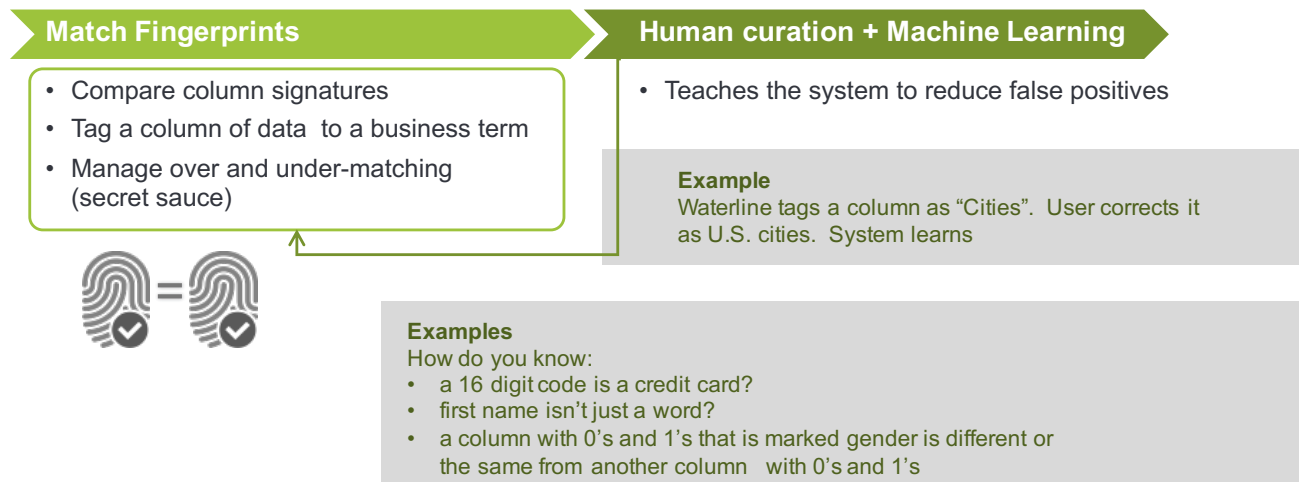 Match Fingerprints
• Compare column signatures
• Tag a column of data to a business term
• Manage over and under-matching
(secret sauce)
=
Human curation + Machine Learning
• Teaches the system to reduce false positives
Example
Waterline tags a column as “Cities”. User corrects it
as U.S. cities. System learns
Examples
How do you know:
• a 16 digit code is a credit card?
• first name isn’t just a word?
• a column with 0’s and 1’s that is marked gender is different or
the same from another column with 0’s and 1’s